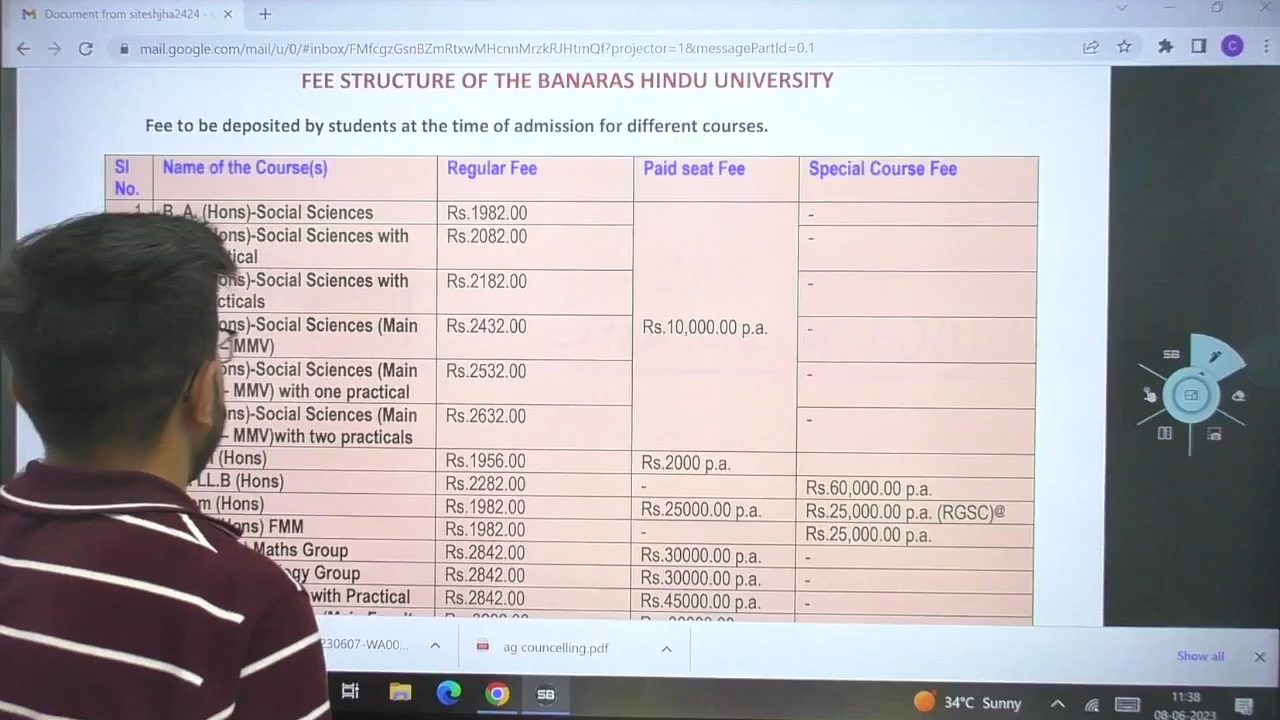 Document from siteshjha2424 -
mail.google.com/mail/u/0/#inbox/FMfcgzGsnBZmRtxwMHcnnMrzkRJHtmQf?projector=1&messagePartId=0.1
C
FEE STRUCTURE OF THE BANARAS HINDU UNIVERSITY
Fee to be deposited by students at the time of admission for different courses.
Sl No. Name of the Course(s) Regular Fee Paid seat Fee Special Course Fee
1 B. A. (Hons)-Social Sciences Rs.1982.00 -
ons)-Social Sciences with Rs.2082.00 -
tical
ons)-Social Sciences with Rs.2182.00 -
cticals
ons)-Social Sciences (Main Rs.2432.00 Rs.10,000.00 p.a. -
MMV)
ons)-Social Sciences (Main Rs.2532.00 -
- MMV) with one practical
ons)-Social Sciences (Main Rs.2632.00 -
- MMV)with two practicals
(Hons) Rs.1956.00 Rs.2000 p.a.
LL.B (Hons) Rs.2282.00 - Rs.60,000.00 p.a.
m (Hons) Rs.1982.00 Rs.25000.00 p.a. Rs.25,000.00 p.a. (RGSC)@
ons) FMM Rs.1982.00 - Rs.25,000.00 p.a.
Maths Group Rs.2842.00 Rs.30000.00 p.a. -
gy Group Rs.2842.00 Rs.30000.00 p.a. -
with Practical Rs.2842.00 Rs.45000.00 p.a. -
SB
230607-WA00...
ag councelling.pdf
Show all
SB
34°C Sunny
11:38
08-06-2023